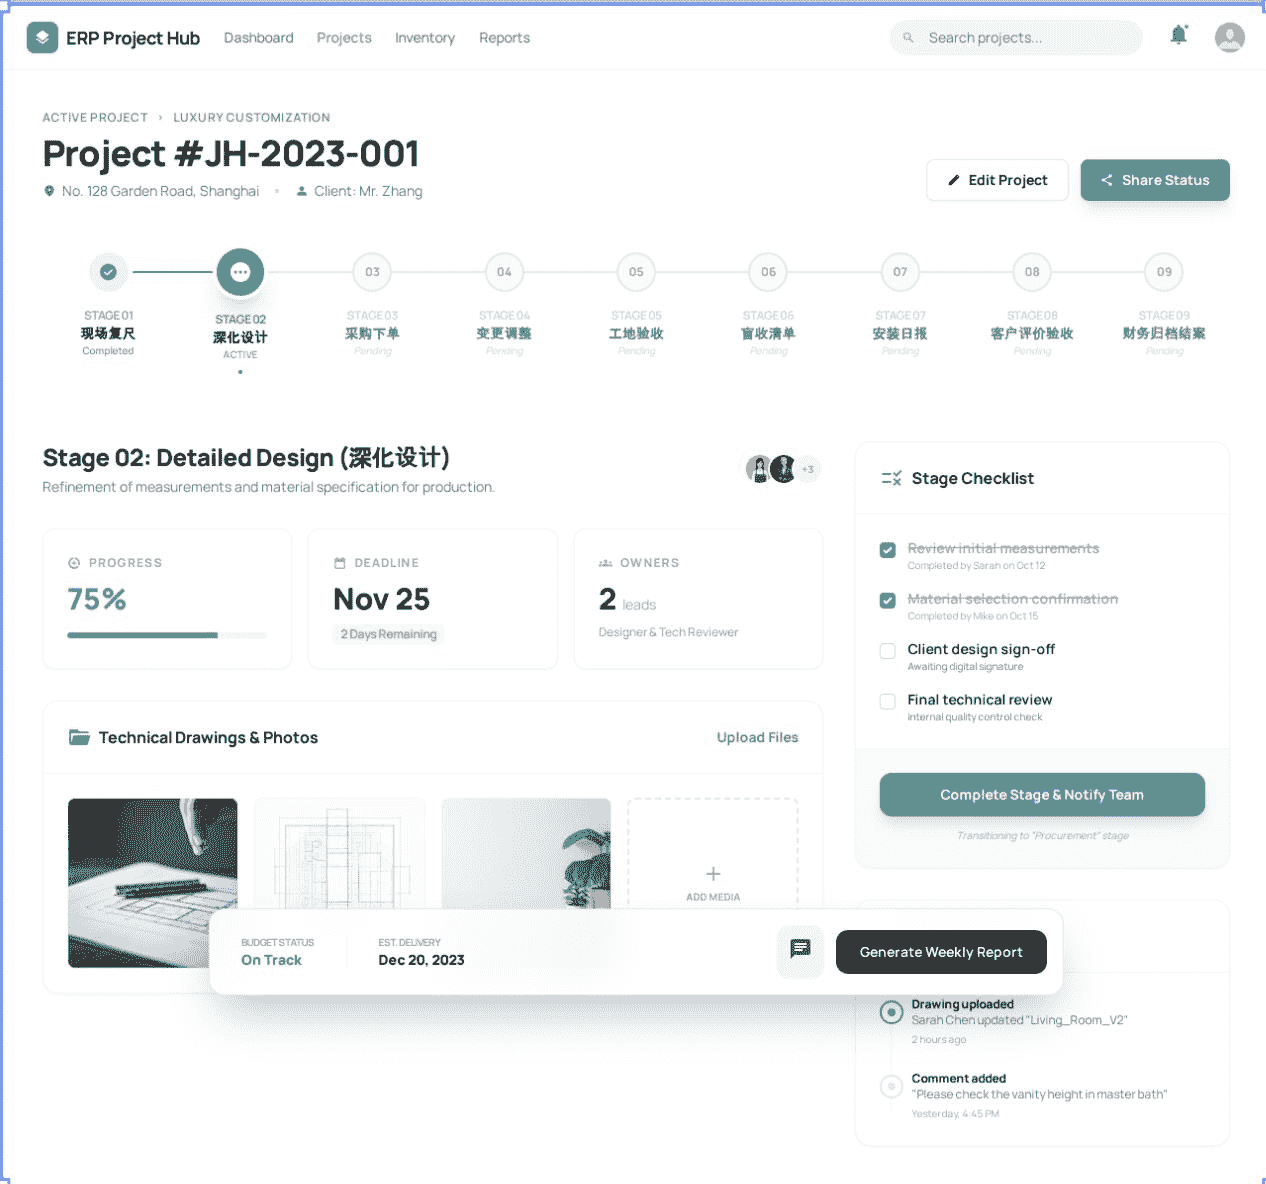 ERP Project Hub
Dashboard
Projects
Inventory
Reports
Search projects...
ACTIVE PROJECT › LUXURY CUSTOMIZATION
Project #JH-2023-001
No. 128 Garden Road, Shanghai
Client: Mr. Zhang
Edit Project
Share Status
03
04
05
06
07
08
09
STAGE 01
现场复尺
Completed
STAGE 02
深化设计
ACTIVE
STAGE 03
采购下单
Pending
STAGE 04
变更调整
Pending
STAGE 05
工地验收
Pending
STAGE 06
窗收清单
Pending
STAGE 07
安装日报
Pending
STAGE 08
客户评价验收
Pending
STAGE 09
财务归档结案
Pending
Stage 02: Detailed Design (深化设计)
Refinement of measurements and material specification for production.
+3
PROGRESS
75%
DEADLINE
Nov 25
2 Days Remaining
OWNERS
2 leads
Designer & Tech Reviewer
Technical Drawings & Photos
Upload Files
ADD MEDIA
Stage Checklist
Review initial measurements
Completed by Sarah on Oct 12
Material selection confirmation
Completed by Mike on Oct 15
Client design sign-off
Awaiting digital signature
Final technical review
Internal quality control check
Complete Stage & Notify Team
Transitioning to "Procurement" stage
BUDGET STATUS
On Track
EST. DELIVERY
Dec 20, 2023
Generate Weekly Report
Drawing uploaded
Sarah Chen updated "Living_Room_V2"
2 hours ago
Comment added
"Please check the vanity height in master bath"
Yesterday, 4:45 PM